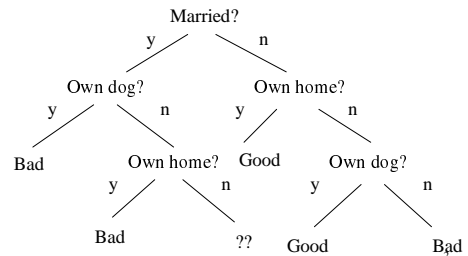 Married?
y n
Own dog? Own home?
y n y n
Bad Own home? Good Own dog?
y n y n
Bad ?? Good Bad